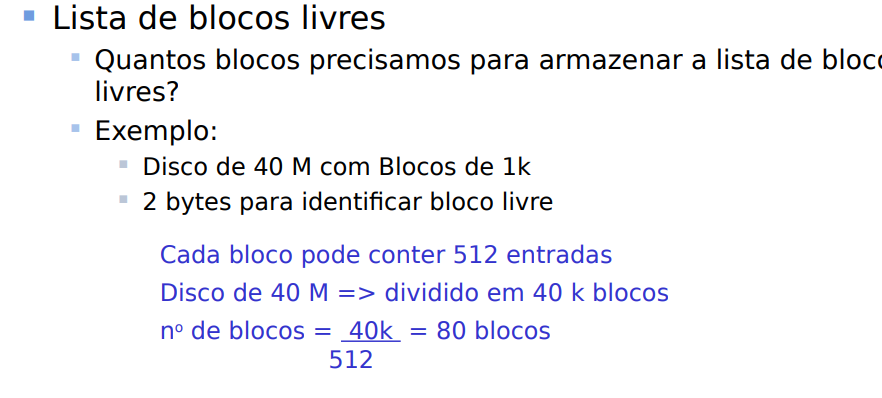 Lista de blocos livres
Quantos blocos precisamos para armazenar a lista de bloco
livres?
Exemplo:
Disco de 40 M com Blocos de 1k
2 bytes para identificar bloco livre
Cada bloco pode conter 512 entradas
Disco de 40 M => dividido em 40 k blocos
nº de blocos = 40k = 80 blocos
512